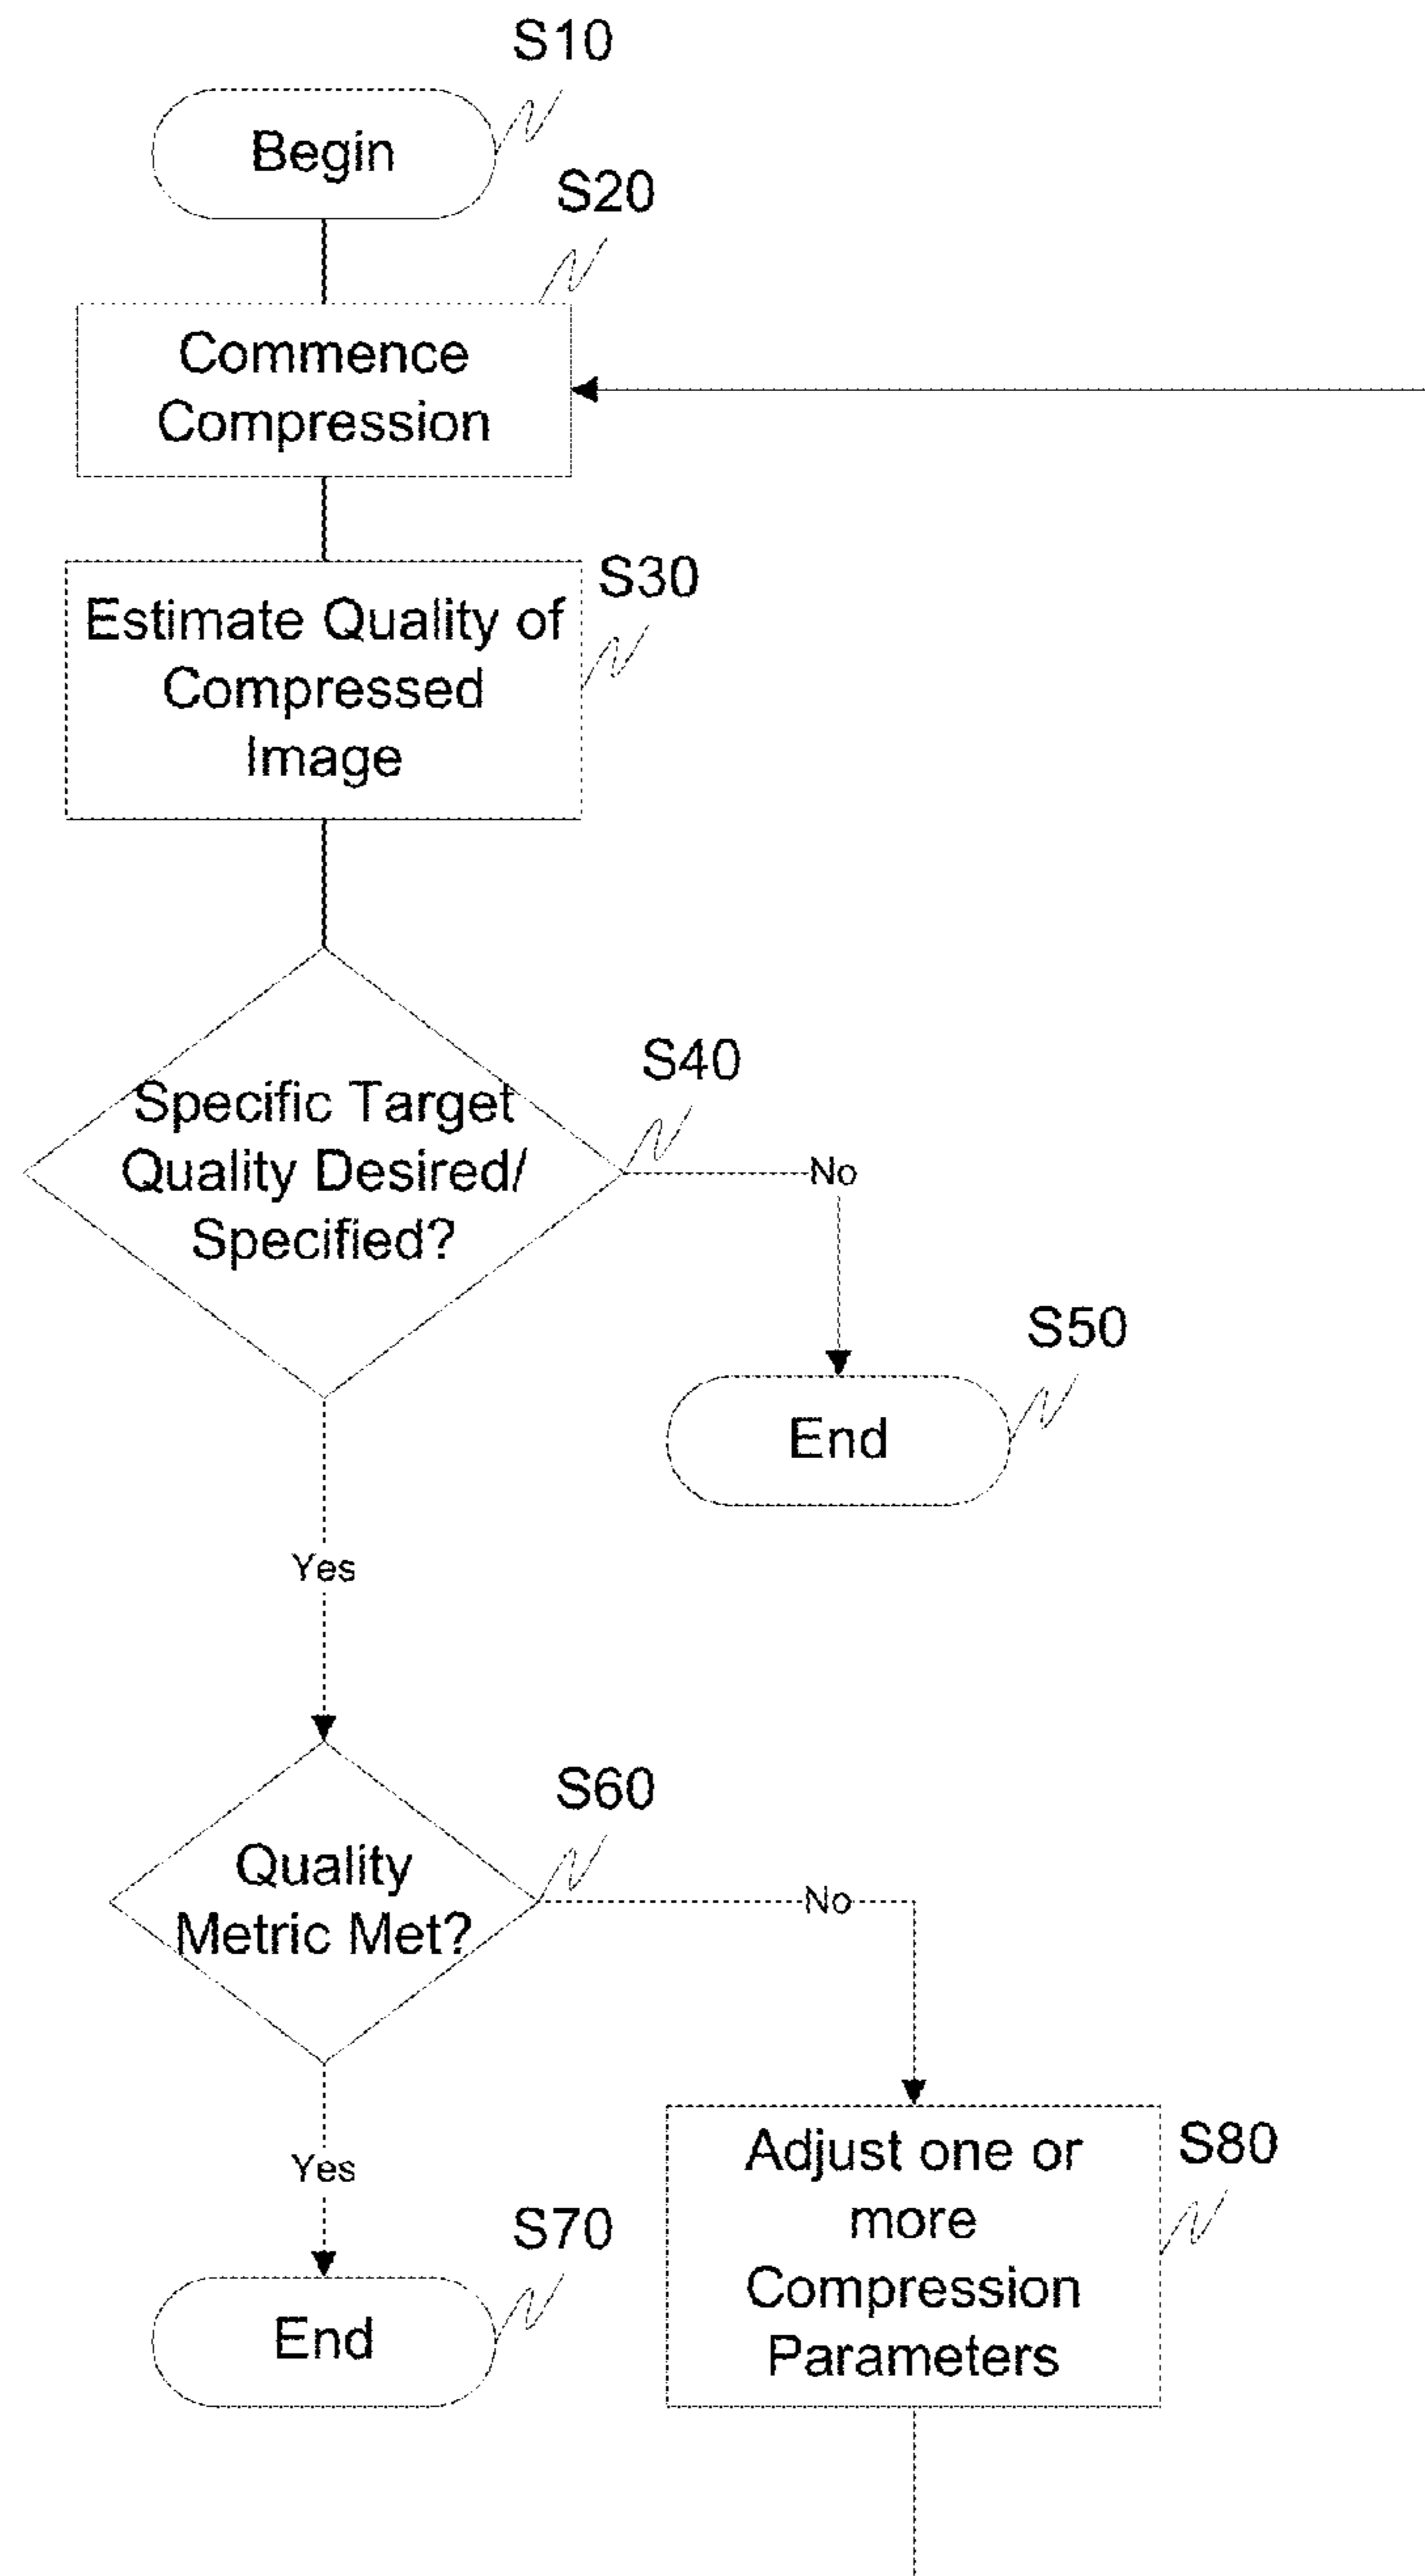 S10
Begin
S20
Commence
Compression
S30
Estimate Quality of
Compressed
Image
S40
Specific Target
Quality Desired/
Specified?
No
S50
End
Yes
S60
Quality
Metric Met?
No
Yes
S80
Adjust one or
more
Compression
Parameters
S70
End